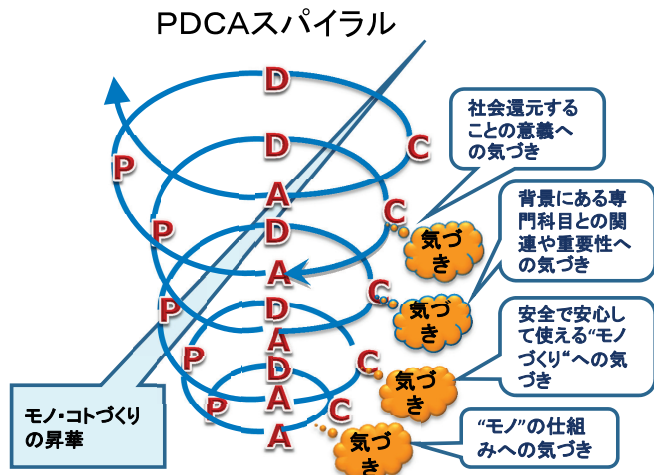 PDCAスパイラル
D
C
P
D
A
C
P
D
A
C
P
D
A
C
P
D
A
C
P
A
気づ
き
気づ
き
気づ
き
気づ
き
社会還元する
ことの意義へ
の気づき
背景にある専
門科目との関
連や重要性へ
の気づき
安全で安心し
て使える“モノ
づくり“への気
づき
“モノ”の仕組
みへの気づき
モノ・コトづくり
の昇華